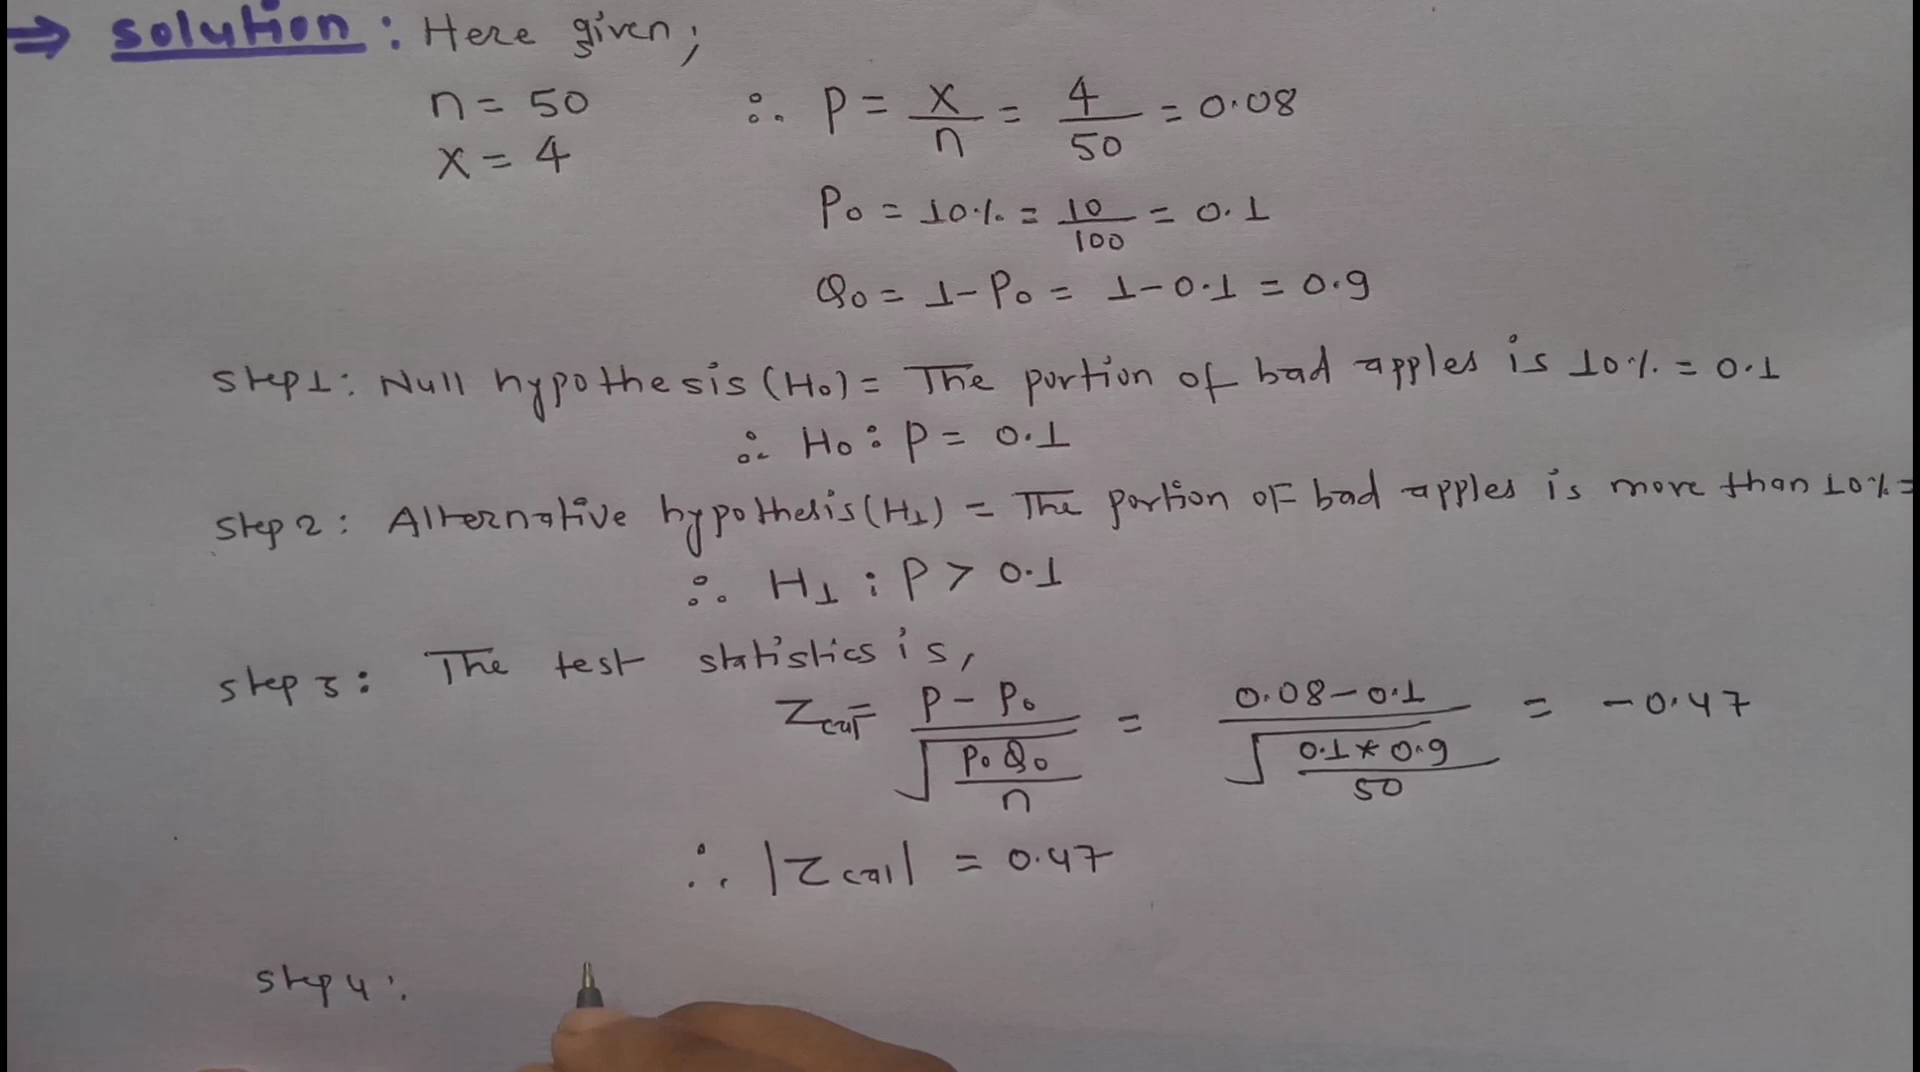 ⇒ solution : Here given;
n = 50 ∴ p = x/n = 4/50 = 0.08
x = 4
P₀ = 10% = 10/100 = 0.1
Q₀ = 1 - P₀ = 1 - 0.1 = 0.9
step 1: Null hypothesis (H₀) = The portion of bad apples is 10% = 0.1
∴ H₀ : P = 0.1
step 2: Alternative hypothesis (H₁) = The portion of bad apples is more than 10% =
∴ H₁ : P > 0.1
step 3: The test statistics is,
Zcal = (P - P₀)/√(P₀Q₀/n) = (0.08 - 0.1)/√(0.1 * 0.9/50) = -0.47
∴ |Zcal| = 0.47
step 4: